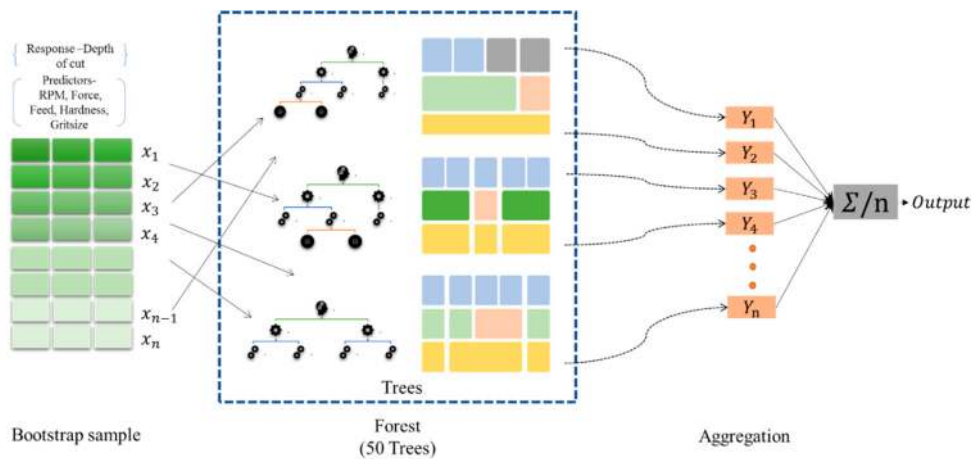 Response –Depth
of cut
Predictors-
RPM, Force,
Feed, Hardness,
Gritsize
x₁
x₂
x₃
x₄
xₙ₋₁
xₙ
Trees
Y₁
Y₂
Y₃
Y₄
Yₙ
Σ/n
Output
Bootstrap sample
Forest
(50 Trees)
Aggregation